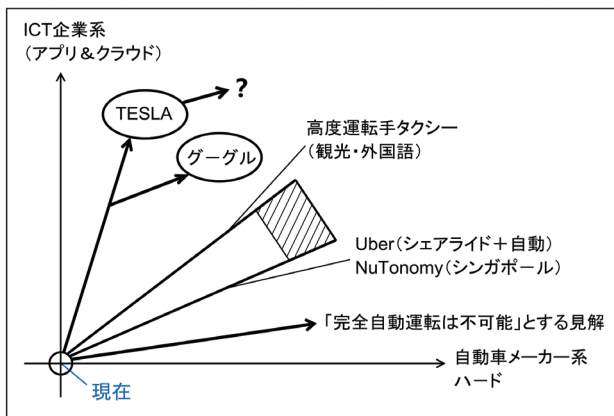 ICT企業系
(アプリ&クラウド)
TESLA
?
グーグル
高度運転手タクシー
(観光・外国語)
Uber(シェアライド+自動)
NuTonomy(シンガポール)
「完全自動運転は不可能」とする見解
自動車メーカー系
ハード
現在